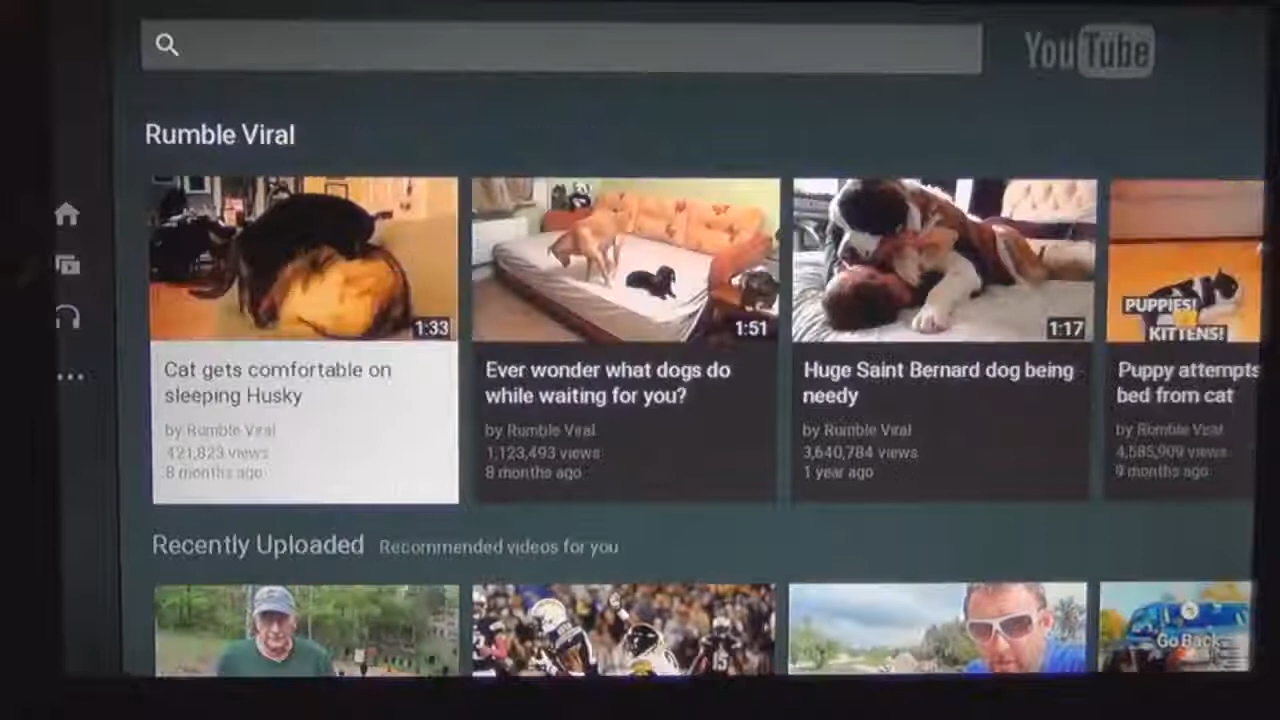 YouTube
Rumble Viral
1:33
1:51
1:17
PUPPIES!
KITTENS!
Cat gets comfortable on
sleeping Husky
by Rumble Viral
421,823 views
8 months ago
Ever wonder what dogs do
while waiting for you?
by Rumble Viral
1,123,493 views
8 months ago
Huge Saint Bernard dog being
needy
by Rumble Viral
3,640,784 views
1 year ago
Puppy attempts
bed from cat
by Rumble Viral
4,585,909 views
9 months ago
Recently Uploaded Recommended videos for you
15
Go Back